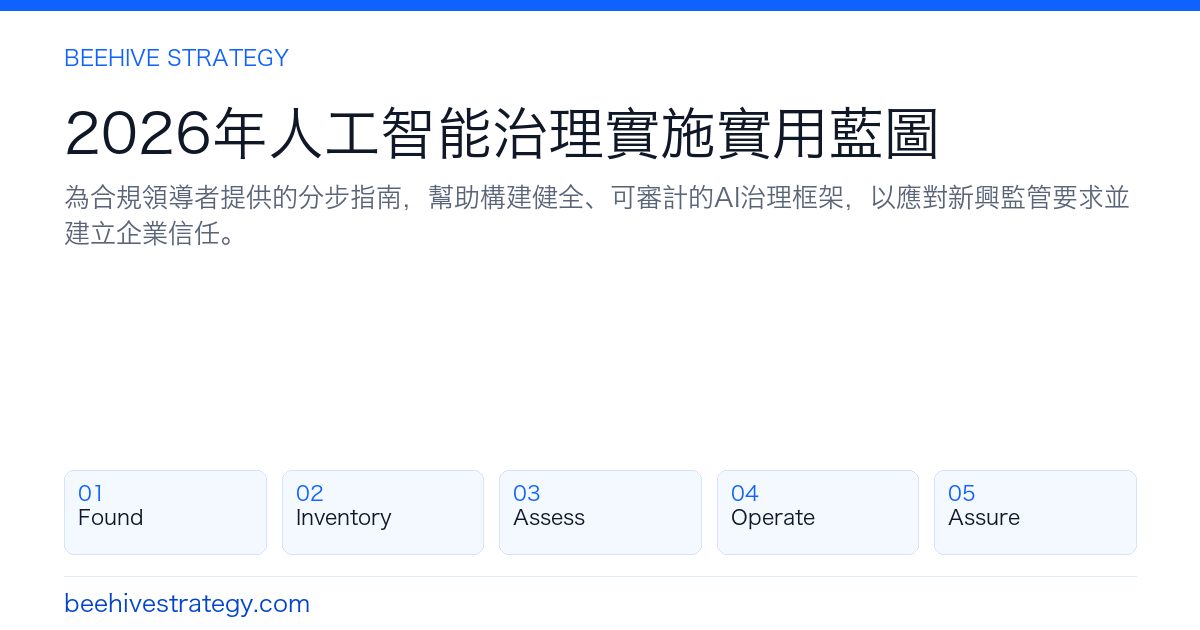 BEEHIVE STRATEGY
2026年人工智能治理實施實用藍圖
為合規領導者提供的分步指南，幫助構建健全、可審計的AI治理框架，以應對新興監管要求並
建立企業信任。
01
Found
02
Inventory
03
Assess
04
Operate
05
Assure
beehivestrategy.com